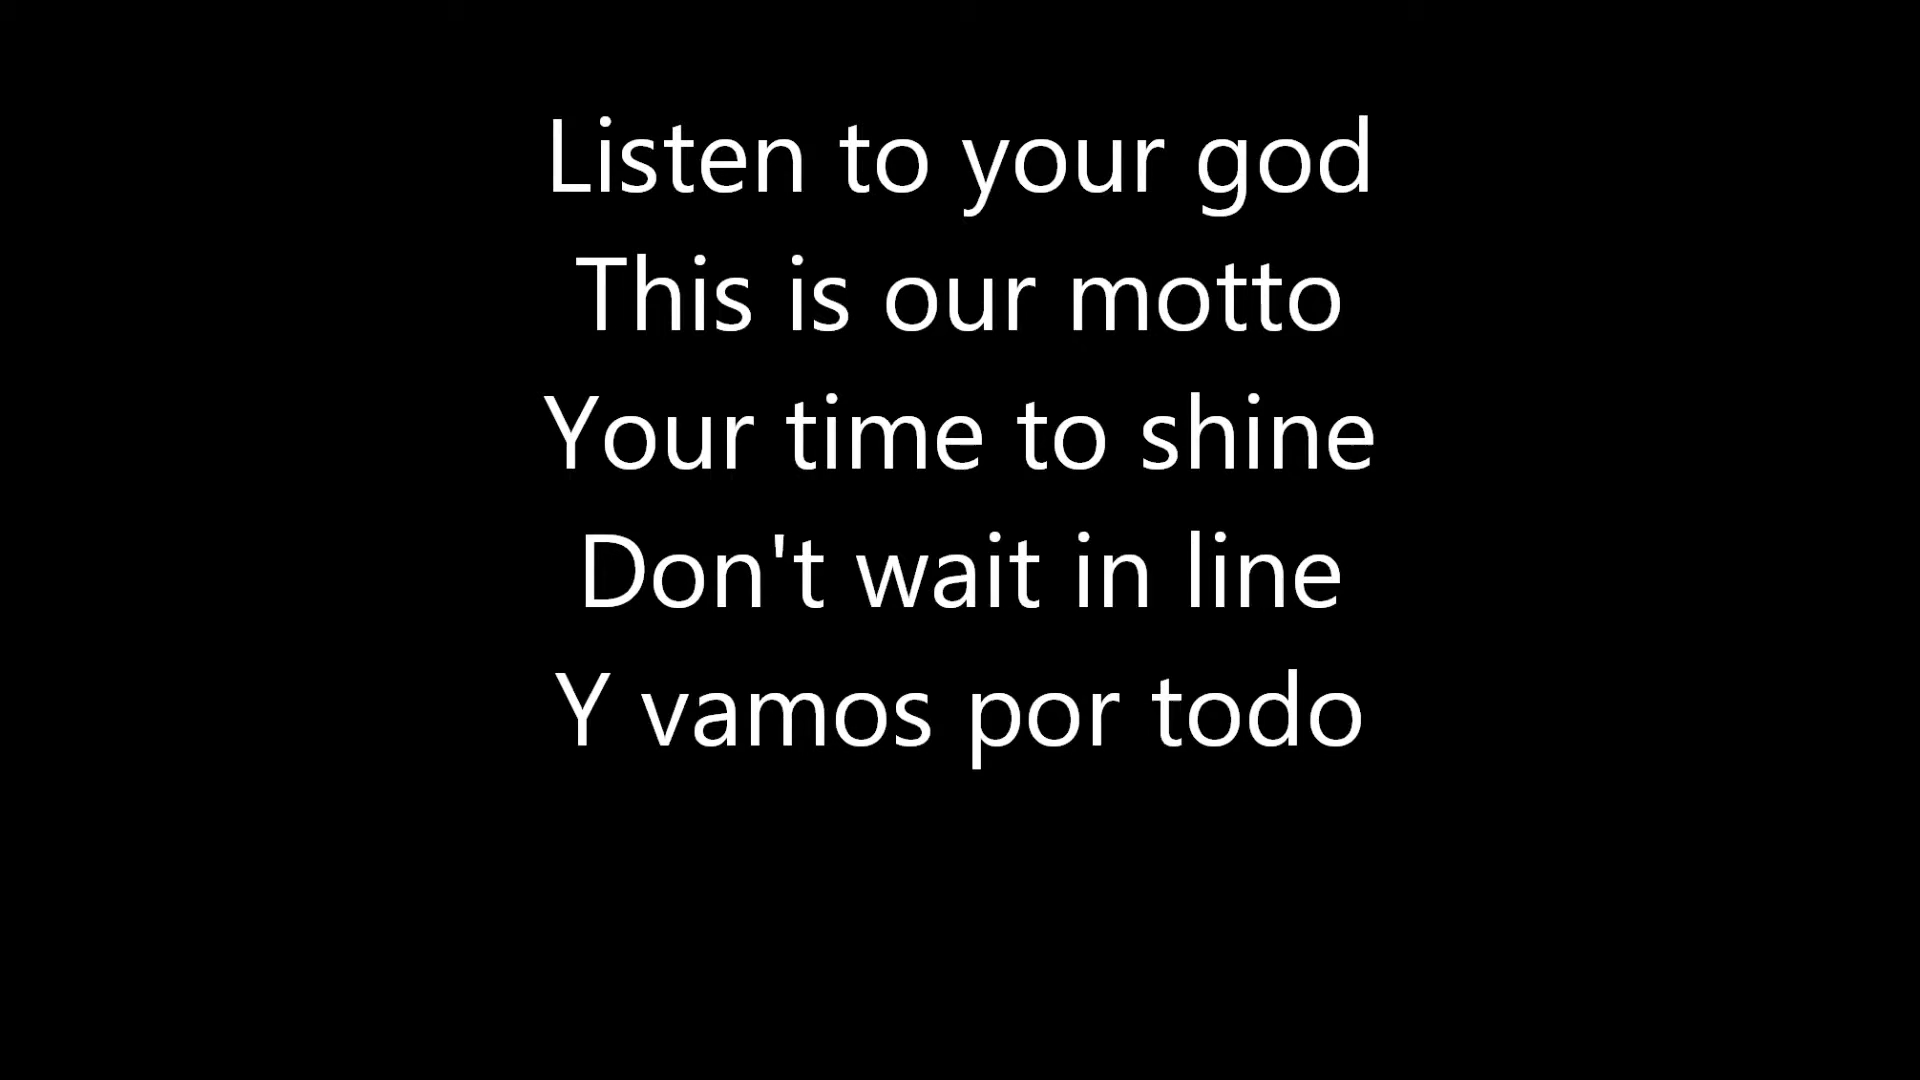 Listen to your god
This is our motto
Your time to shine
Don't wait in line
Y vamos por todo